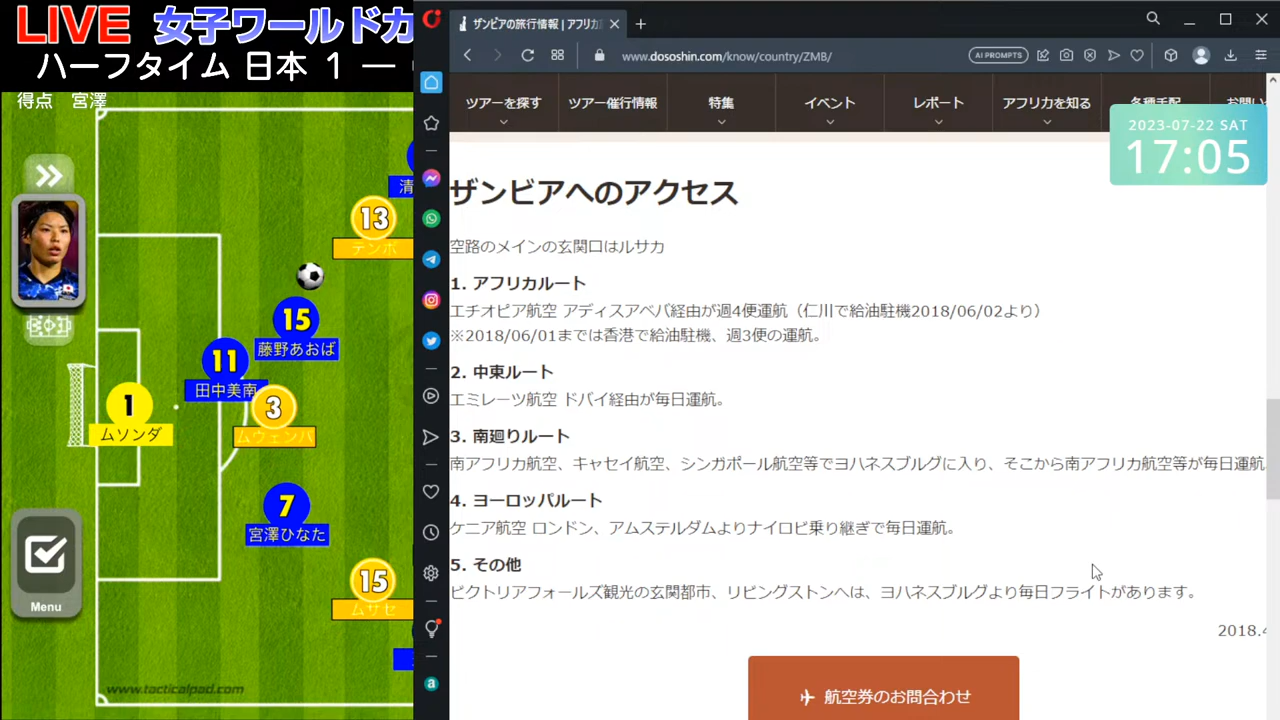 LIVE 女子ワールドカ
ハーフタイム 日本 1 —
得点 宮澤
13
テンボ
15
藤野あおば
11
田中美南
1
ムソンダ
3
ムウェンバ
7
宮澤ひなた
15
ムサセ
清
Menu
www.tacticalpad.com
ザンビアの旅行情報 | アフリカ
www.dososhin.com/know/country/ZMB/
AI PROMPTS
ツアーを探す
ツアー催行情報
特集
イベント
レポート
アフリカを知る
各種手配
お問い
2023-07-22 SAT
17:05
ザンビアへのアクセス
空路のメインの玄関口はルサカ
1. アフリカルート
エチオピア航空 アディスアベバ経由が週4便運航（仁川で給油駐機2018/06/02より）
※2018/06/01までは香港で給油駐機、週3便の運航。
2. 中東ルート
エミレーツ航空 ドバイ経由が毎日運航。
3. 南廻りルート
南アフリカ航空、キャセイ航空、シンガポール航空等でヨハネスブルグに入り、そこから南アフリカ航空等が毎日運航
4. ヨーロッパルート
ケニア航空 ロンドン、アムステルダムよりナイロビ乗り継ぎで毎日運航。
5. その他
ビクトリアフォールズ観光の玄関都市、リビングストンへは、ヨハネスブルグより毎日フライトがあります。
2018.4
航空券のお問合わせ